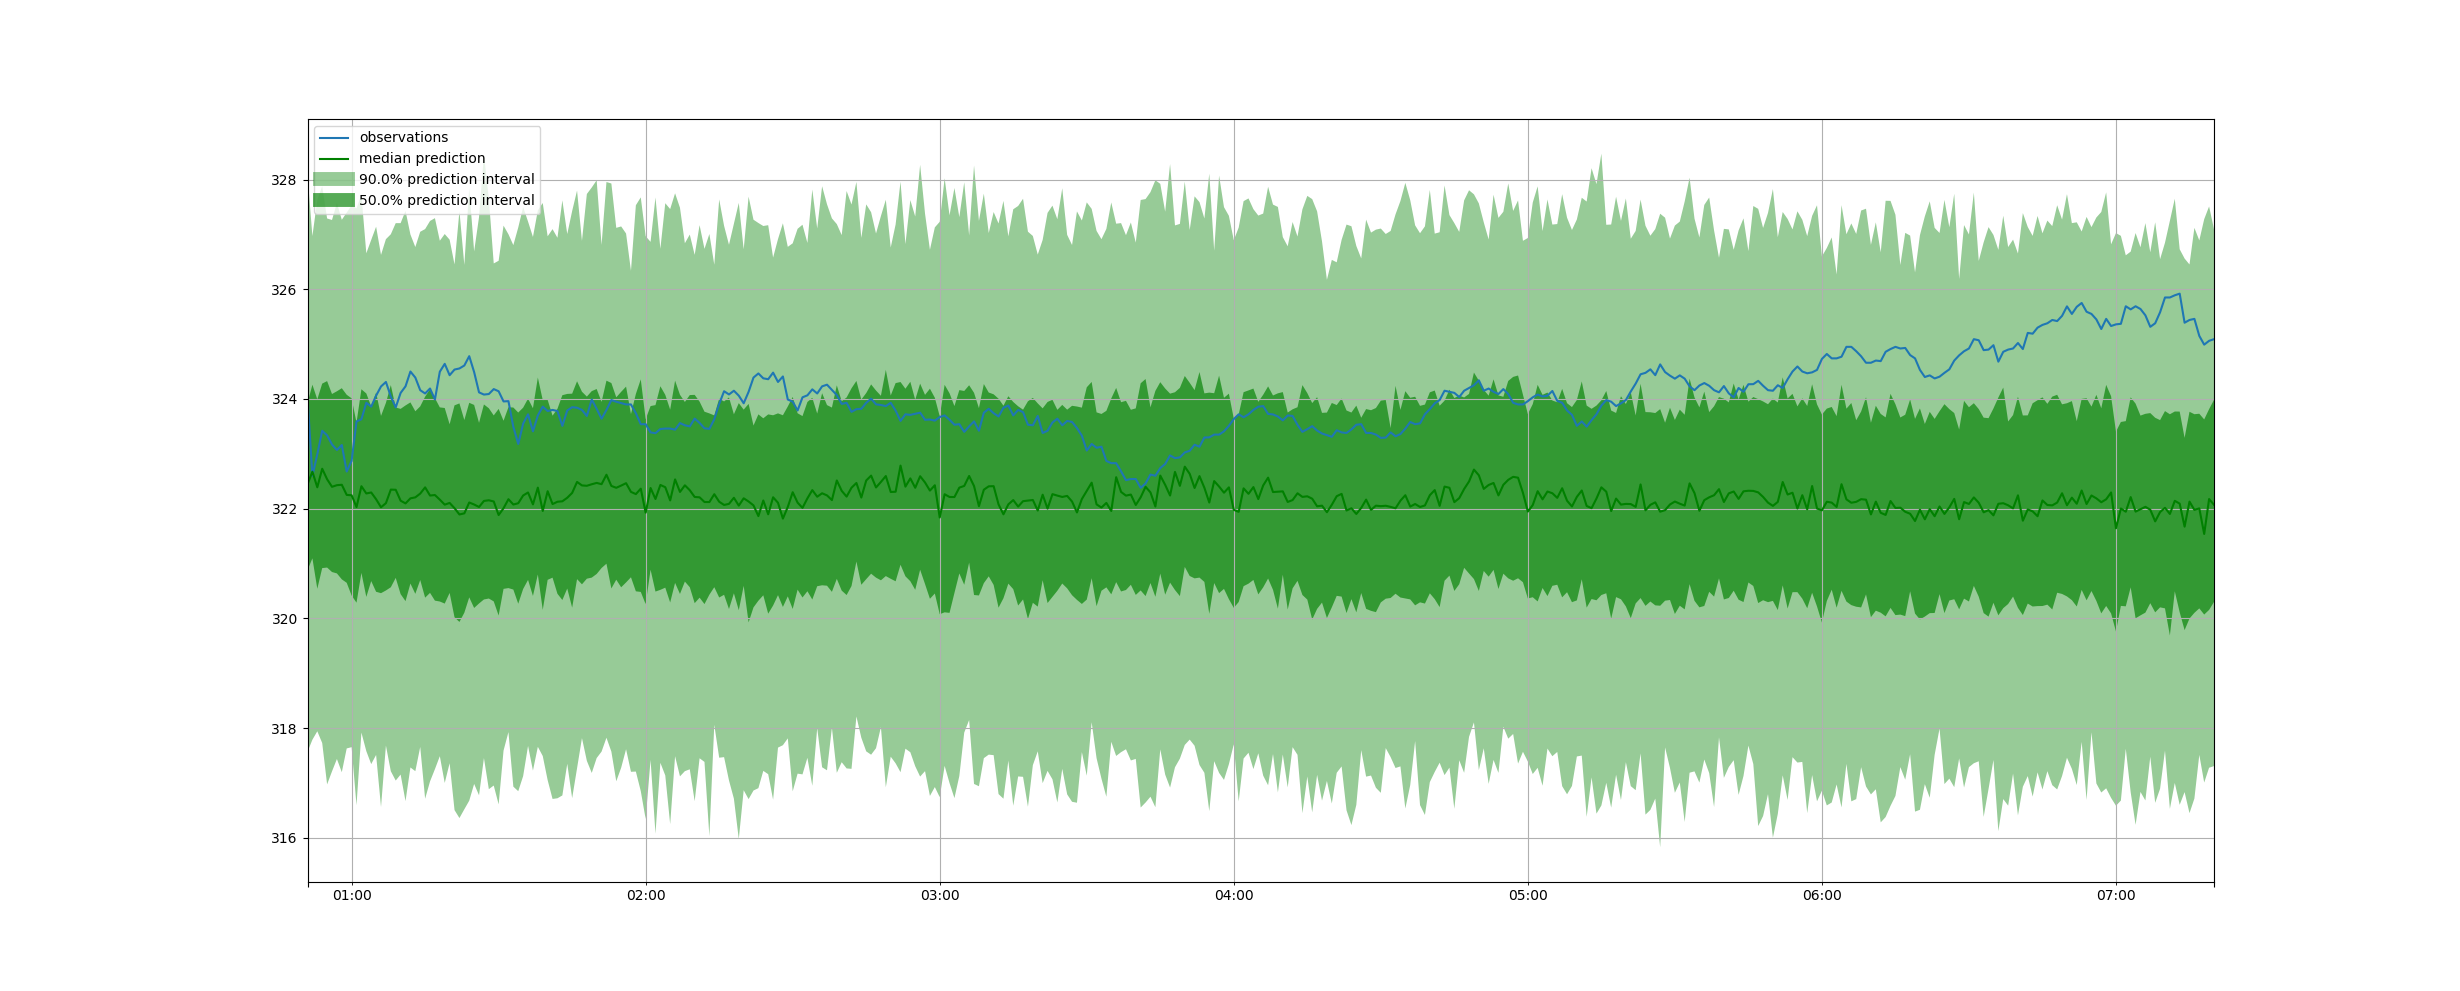 observations
median prediction
90.0% prediction interval
50.0% prediction interval
328
326
324
322
320
318
316
01:00 02:00 03:00 04:00 05:00 06:00 07:00